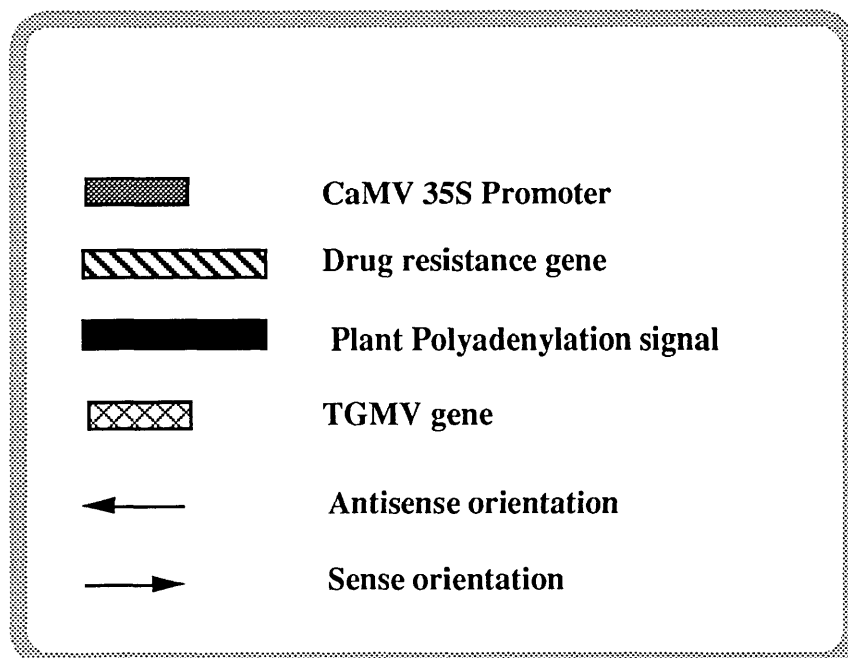 CaMV 35S Promoter
Drug resistance gene
Plant Polyadenylation signal
TGMV gene
Antisense orientation
Sense orientation